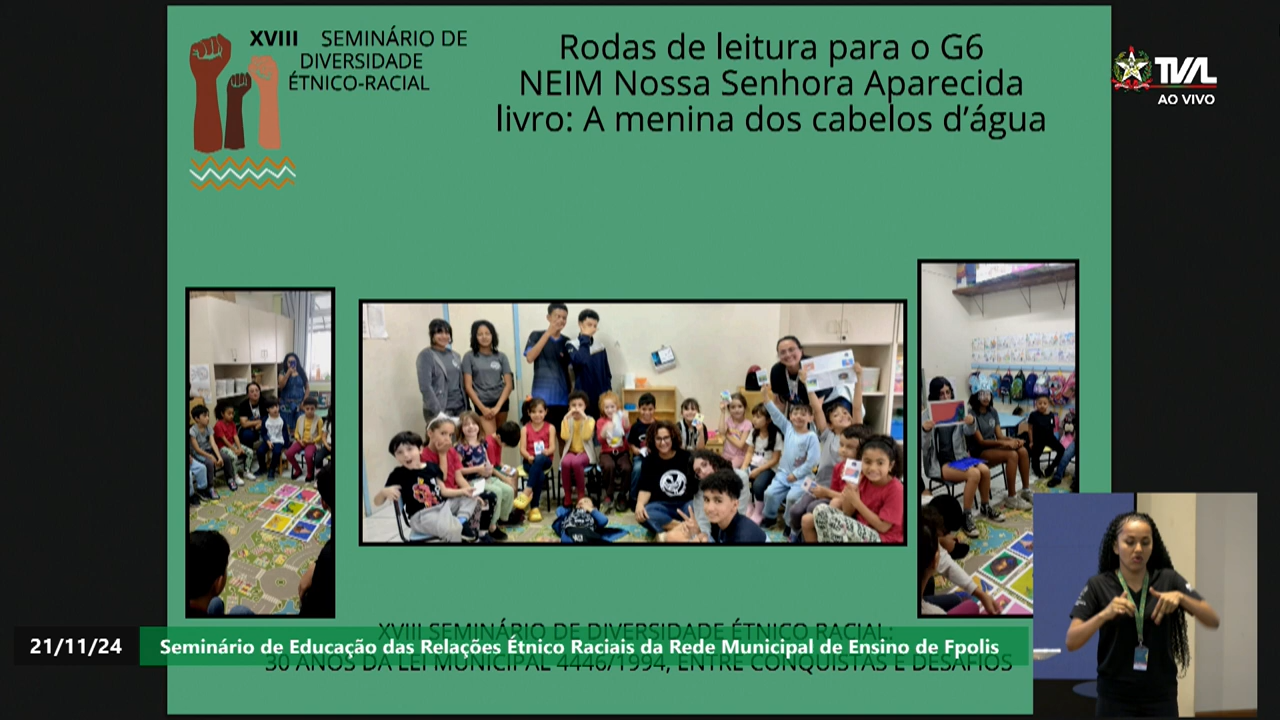 XVIII SEMINÁRIO DE
DIVERSIDADE
ÉTNICO-RACIAL
Rodas de leitura para o G6
NEIM Nossa Senhora Aparecida
livro: A menina dos cabelos d'água
TVAL
AO VIVO
XVIII SEMINÁRIO DE DIVERSIDADE ÉTNICO RACIAL:
21/11/24
Seminário de Educação das Relações Étnico Raciais da Rede Municipal de Ensino de Fpolis
30 ANOS DA LEI MUNICIPAL 4446/1994, ENTRE CONQUISTAS E DESAFIOS